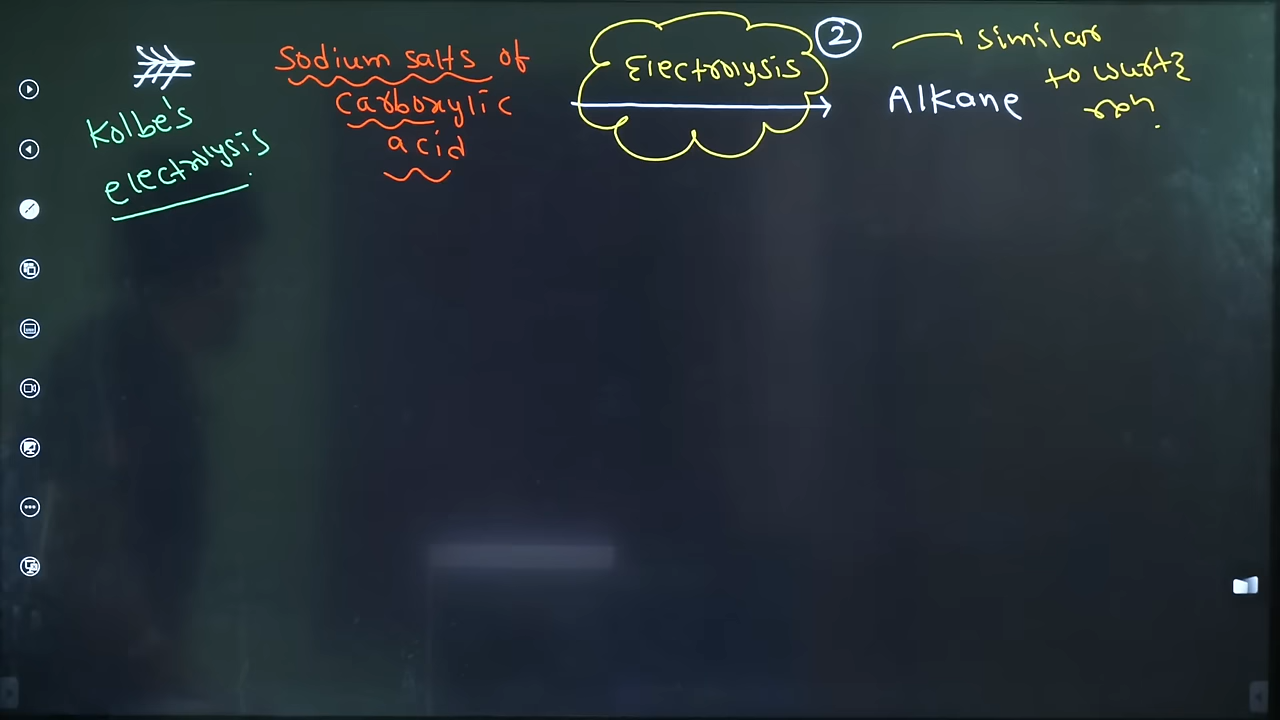 Kolbe's
electrolysis
Sodium salts of
carboxylic
acid
Electrolysis
2
Alkane
→ similar
to wurtz
rxn.